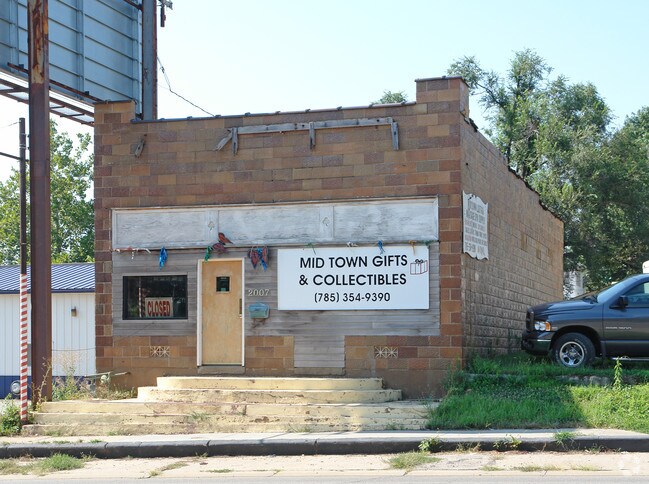 MID TOWN GIFTS
& COLLECTIBLES
(785) 354-9390
2007
CLOSED